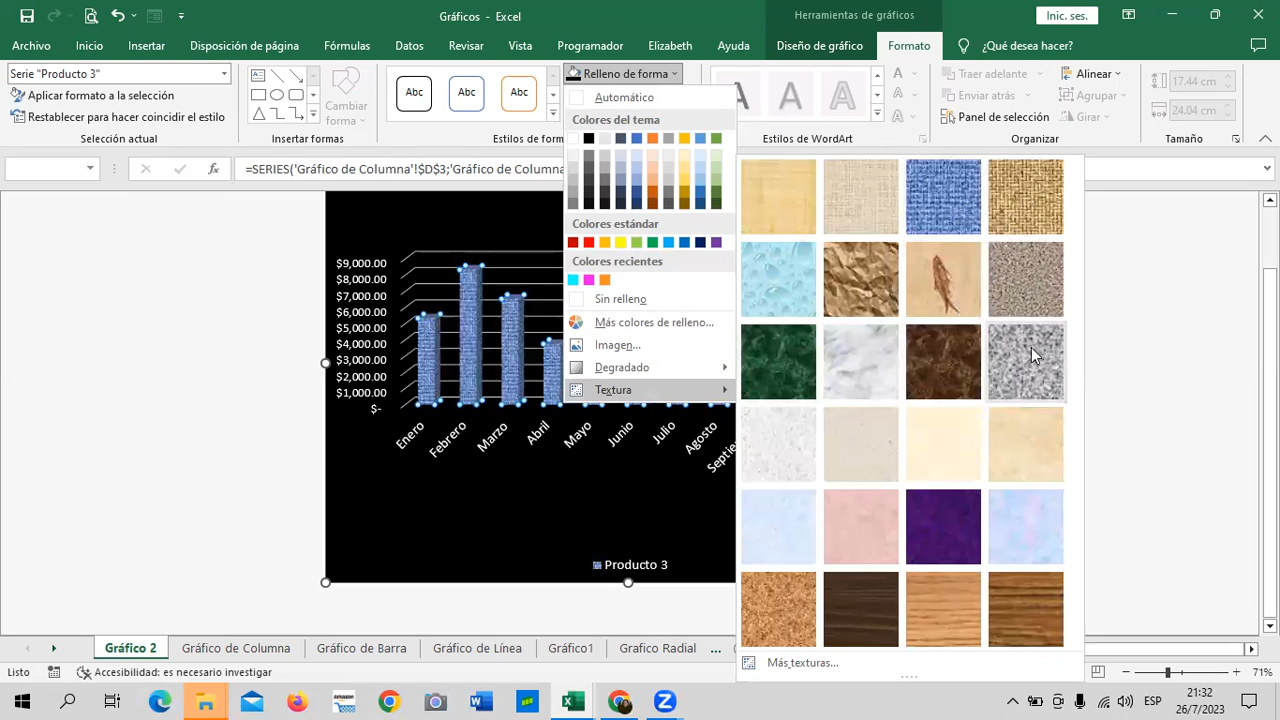 Gráficos - Excel
Herramientas de gráficos
Inic. ses.
Archivo Inicio Insertar Disposición de página Fórmulas Datos Revisar Vista Programador Elizabeth Ayuda Diseño de gráfico Formato ¿Qué desea hacer?
Serie "Producto 3"
Aplicar formato a la selección
Restablecer para hacer coincidir el estilo
Selección actual
Cambiar
forma
Insertar formas
Abc Abc Abc
Estilos de form
Relleno de forma
A A A
Estilos de WordArt
Traer adelante
Enviar atrás
Panel de selección
Alinear
Agrupar
Girar
Organizar
17.44 cm
24.04 cm
Tamaño
fx
=SERIES('Gráfico de Columna'!$D$3;'Gráfico de Columna
Automático
Colores del tema
Colores estándar
Colores recientes
Sin relleno
Más colores de relleno...
Imagen...
Degradado
Textura
Más texturas...
$9,000.00
$8,000.00
$7,000.00
$6,000.00
$5,000.00
$4,000.00
$3,000.00
$2,000.00
$1,000.00
$-
Enero Febrero Marzo Abril Mayo Junio Julio Agosto Septiem
Producto 3
Gráfico 2 Gráfico de Column Gráfico de Barra Gráfico de Línea Gráfico1 Grafico Radial ...
Listo Accesibilidad: es necesario investigar
71%
ESP
21:32
26/7/2023